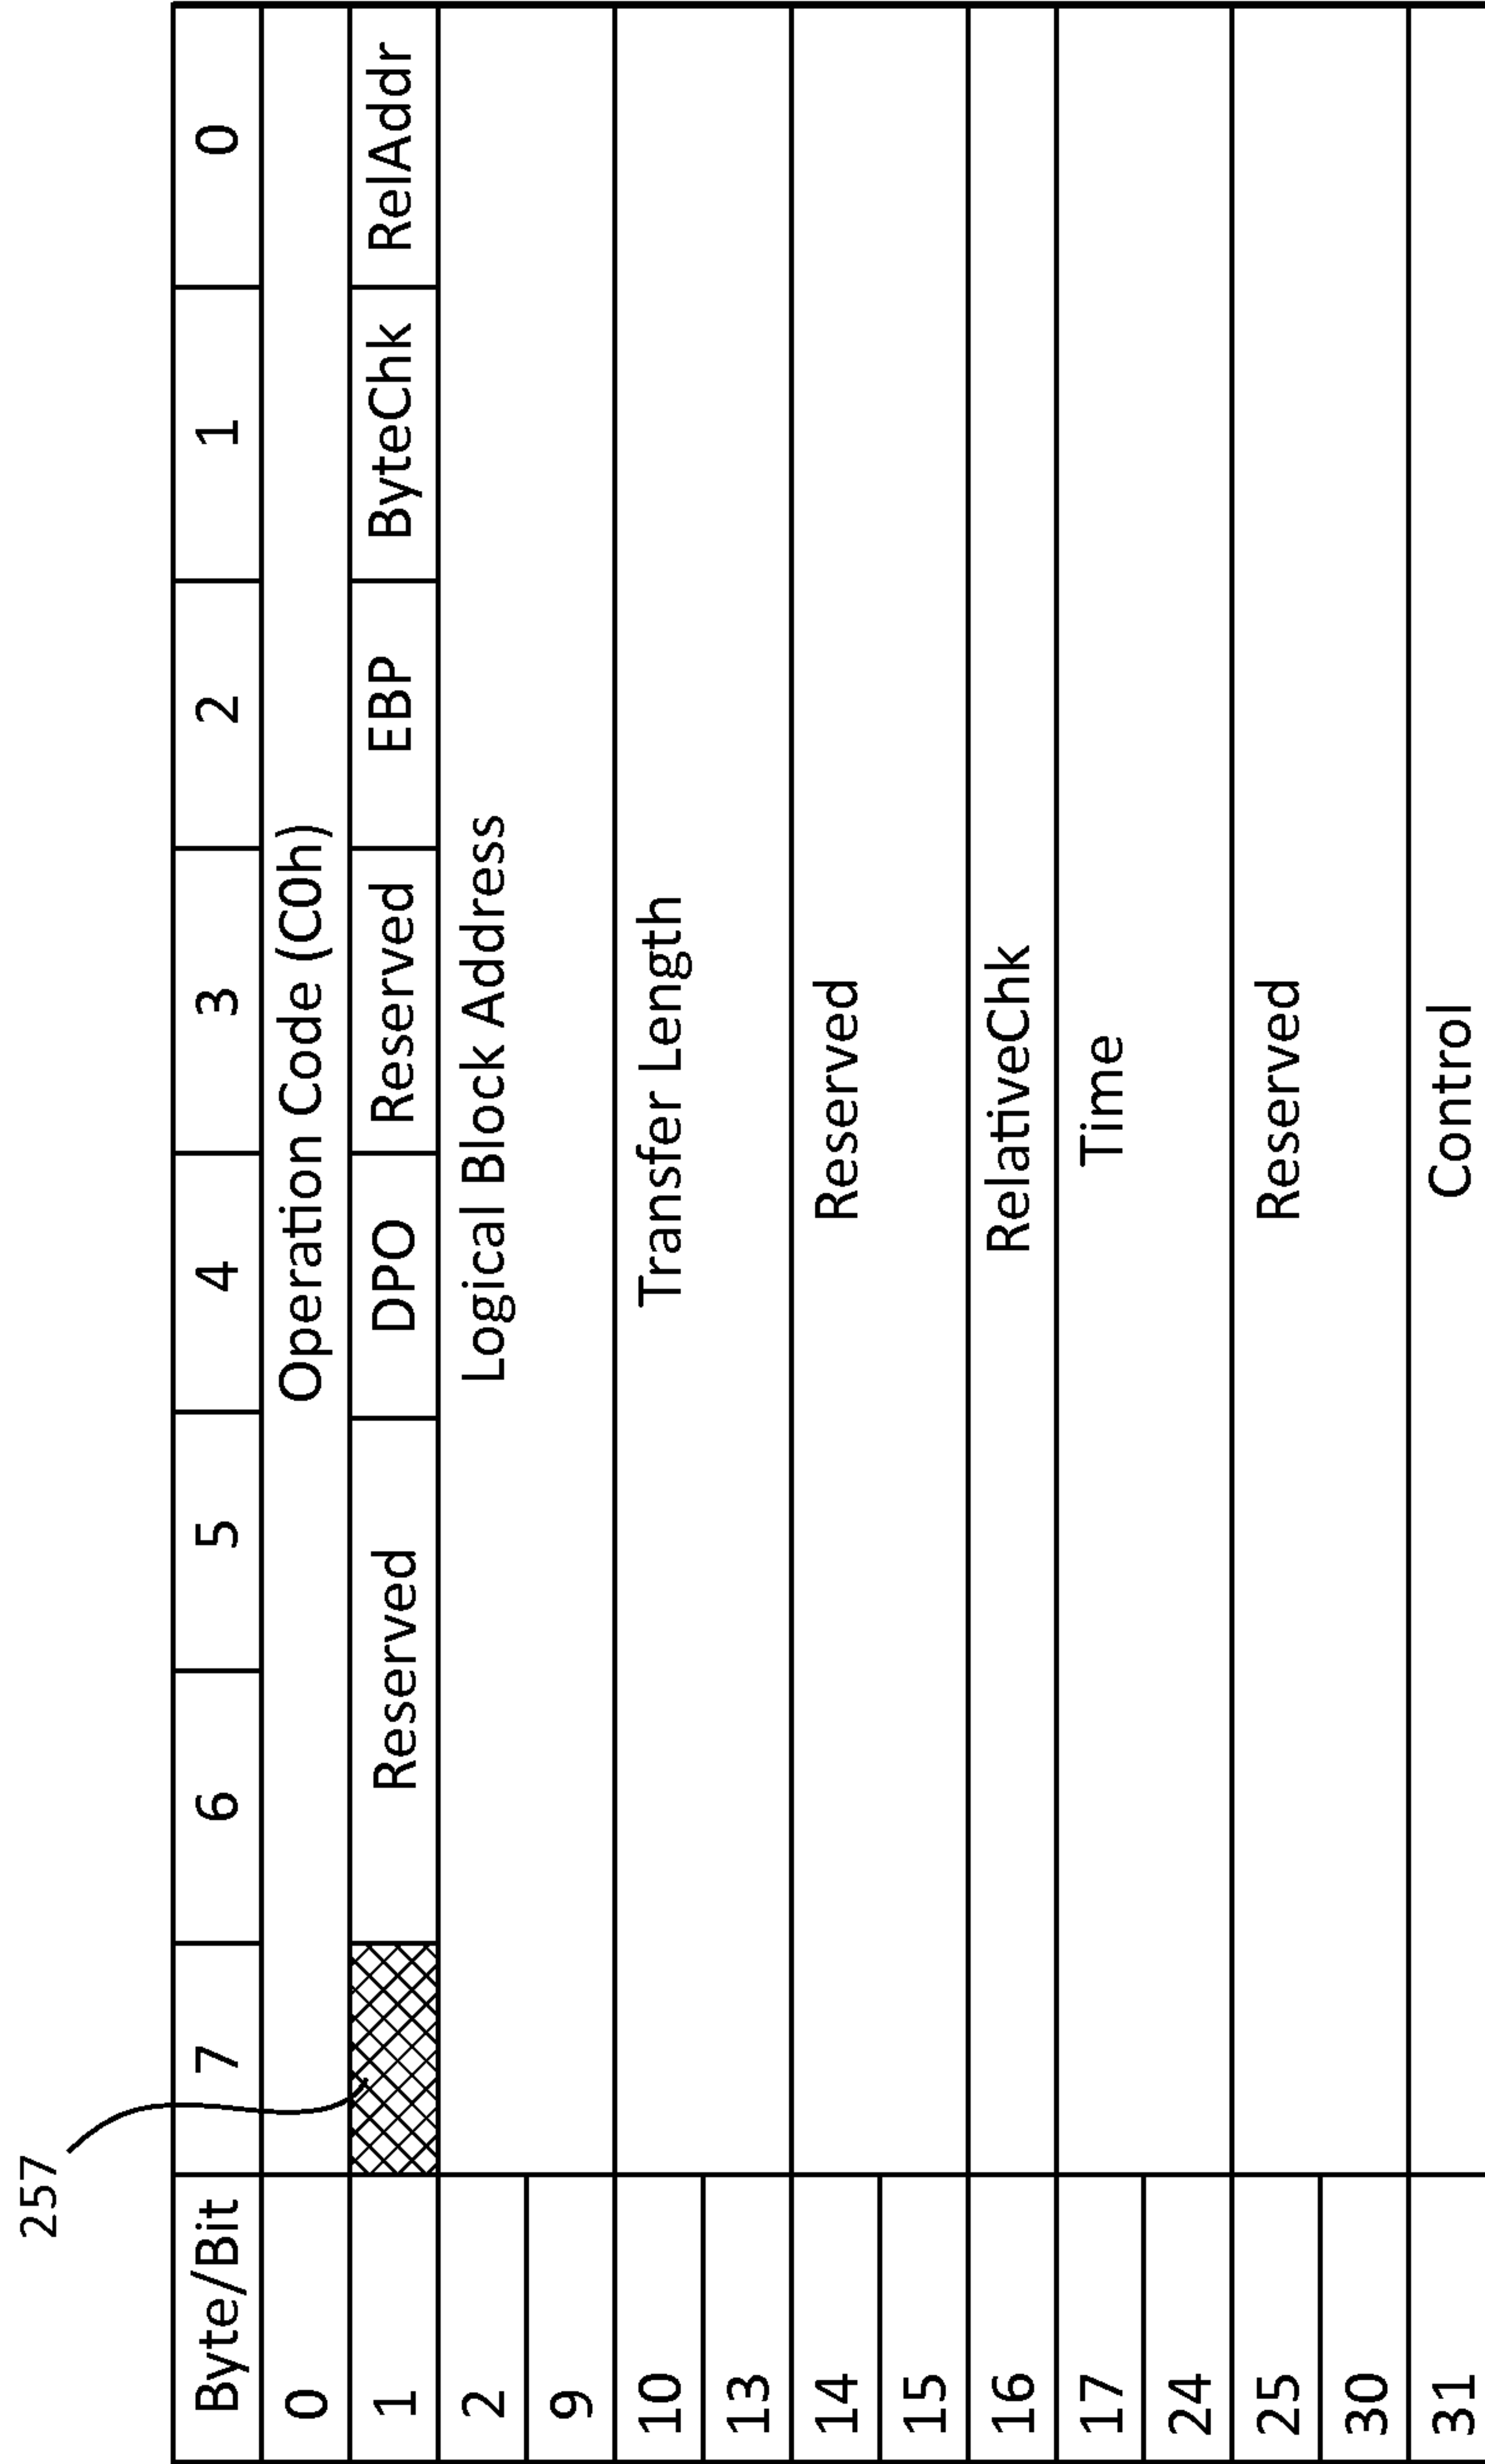 257
Byte/Bit 7 6 5 4 3 2 1 0
0 Operation Code (C0h)
1 Reserved DPO Reserved EBP ByteChk RelAddr
2 Logical Block Address
9
10 Transfer Length
13
14 Reserved
15
16 RelativeChk
17 Time
24
25 Reserved
30
31 Control